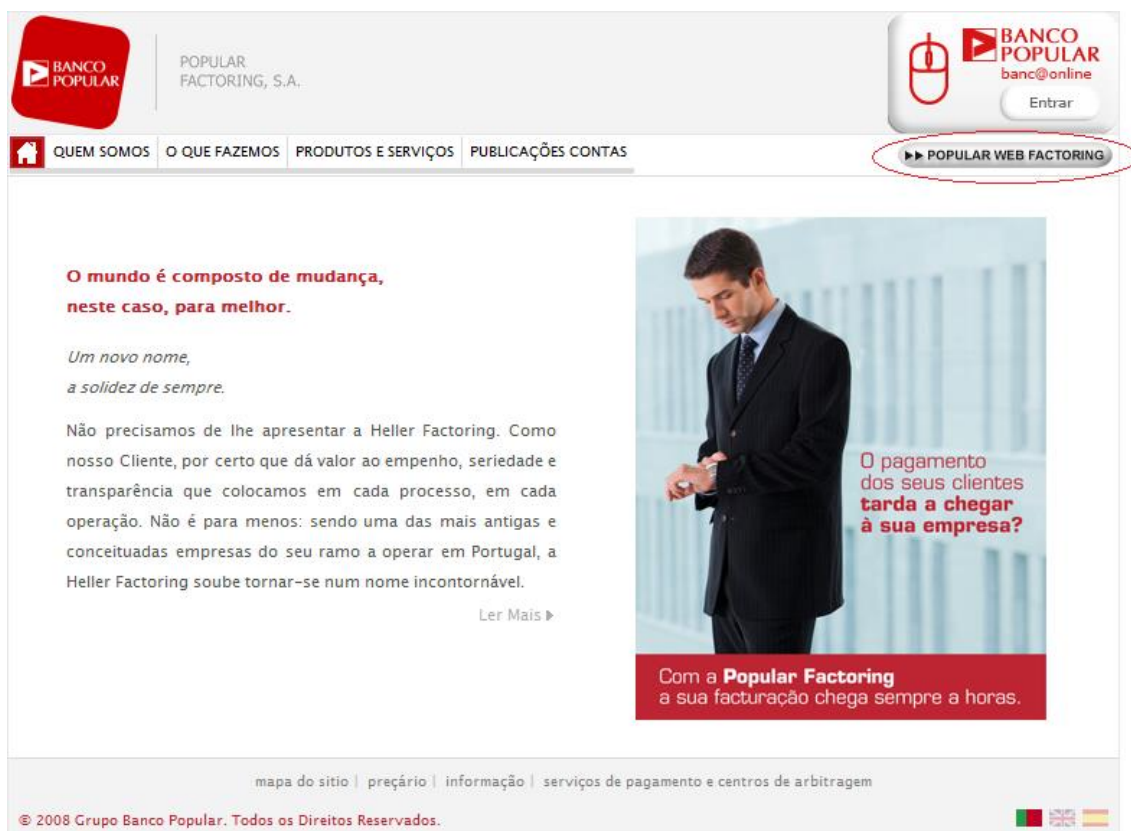 BANCO
POPULAR
POPULAR
FACTORING, S.A.
BANCO
POPULAR
banc@online
Entrar
QUEM SOMOS
O QUE FAZEMOS
PRODUTOS E SERVIÇOS
PUBLICAÇÕES CONTAS
POPULAR WEB FACTORING
O mundo é composto de mudança,
neste caso, para melhor.
Um novo nome,
a solidez de sempre.
Não precisamos de lhe apresentar a Heller Factoring. Como
nosso Cliente, por certo que dá valor ao empenho, seriedade e
transparência que colocamos em cada processo, em cada
operação. Não é para menos: sendo uma das mais antigas e
conceituadas empresas do seu ramo a operar em Portugal, a
Heller Factoring soube tornar-se num nome incontornável.
Ler Mais
O pagamento
dos seus clientes
tarda a chegar
à sua empresa?
Com a Popular Factoring
a sua facturação chega sempre a horas.
mapa do sitio | preçário | informação | serviços de pagamento e centros de arbitragem
© 2008 Grupo Banco Popular. Todos os Direitos Reservados.